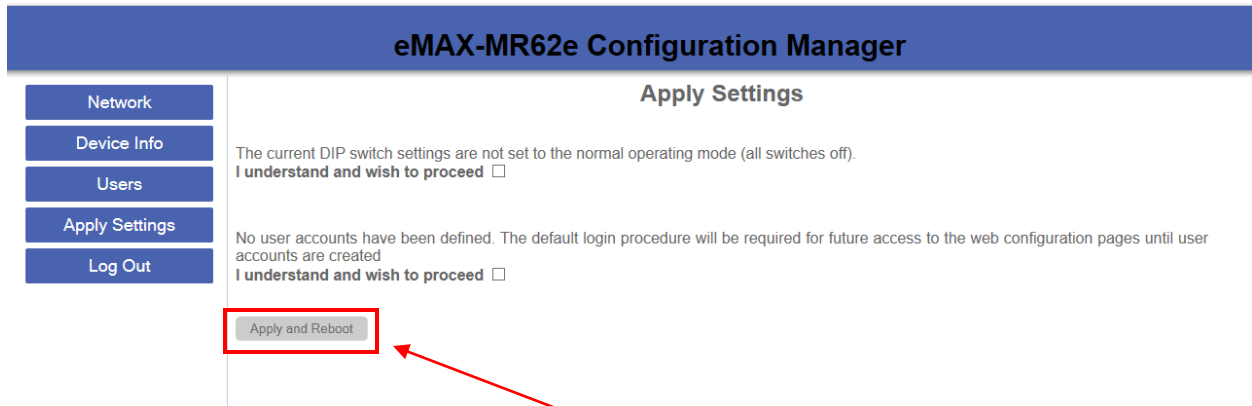 eMAX-MR62e Configuration Manager
Network
Device Info
Users
Apply Settings
Log Out
Apply Settings
The current DIP switch settings are not set to the normal operating mode (all switches off).
I understand and wish to proceed
No user accounts have been defined. The default login procedure will be required for future access to the web configuration pages until user
accounts are created
I understand and wish to proceed
Apply and Reboot